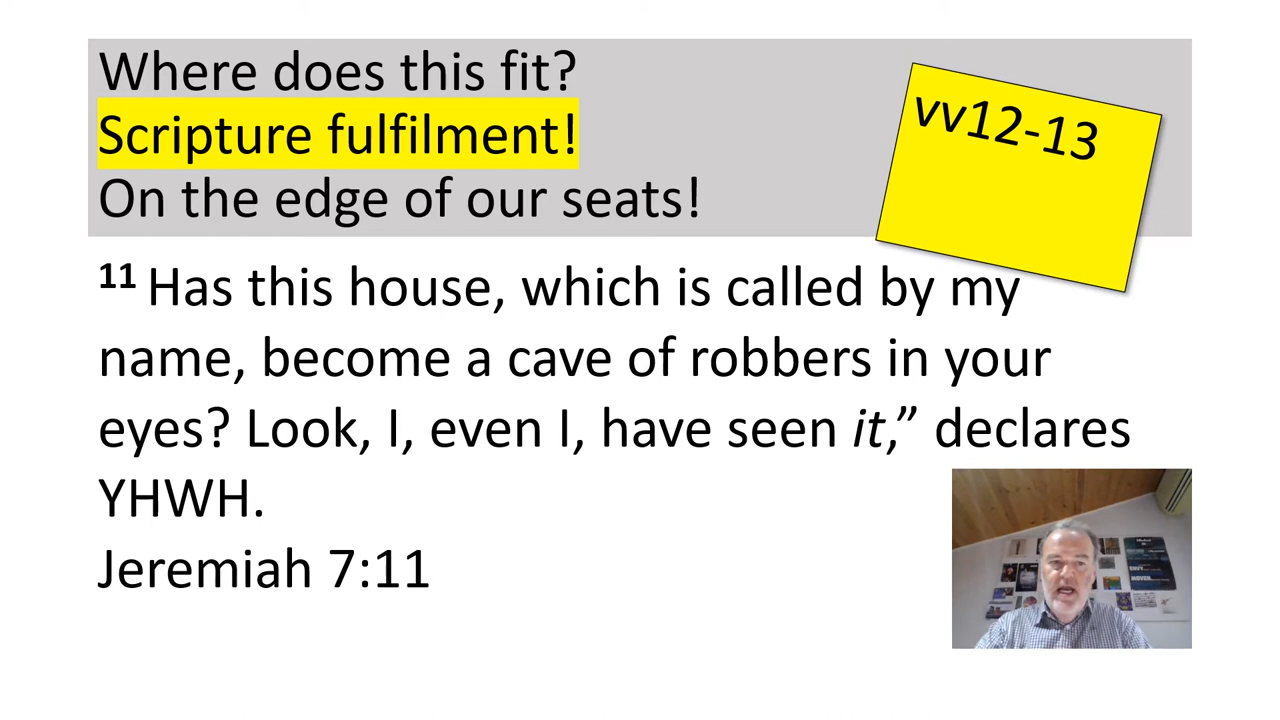 Where does this fit?
Scripture fulfilment!
On the edge of our seats!
vv12-13
11 Has this house, which is called by my
name, become a cave of robbers in your
eyes? Look, I, even I, have seen it,” declares
YHWH.
Jeremiah 7:11